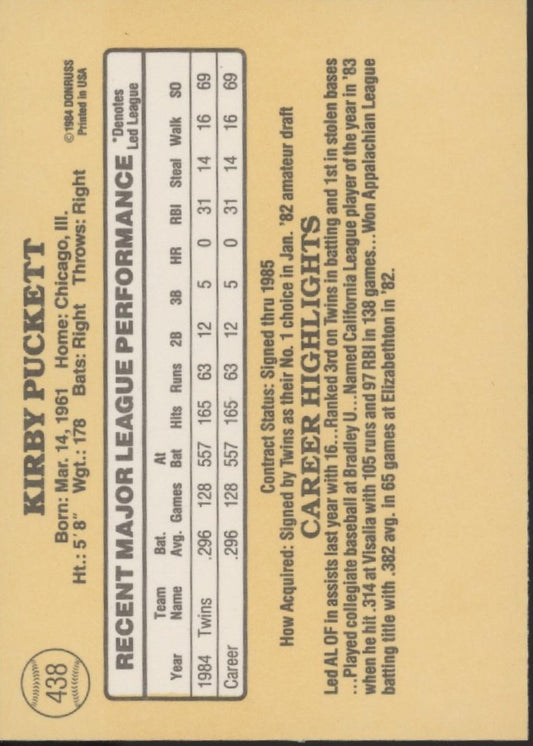 438
KIRBY PUCKETT
Born: Mar. 14, 1961 Home: Chicago, Ill.
Ht.: 5'8" Wgt.: 178 Bats: Right Throws: Right
©1984 DONRUSS
Printed in USA
RECENT MAJOR LEAGUE PERFORMANCE
*Denotes
Led League
Year Team Name Bat. Avg. Games At Bat Hits Runs 2B 3B HR RBI Steal Walk SO
1984 Twins .296 128 557 165 63 12 5 0 31 14 16 69
Career .296 128 557 165 63 12 5 0 31 14 16 69
Contract Status: Signed thru 1985
How Acquired: Signed by Twins as their No. 1 choice in Jan. '82 amateur draft
CAREER HIGHLIGHTS
Led AL OF in assists last year with 16...Ranked 3rd on Twins in batting and 1st in stolen bases
...Played collegiate baseball at Bradley U...Named California League player of the year in '83
when he hit .314 at Visalia with 105 runs and 97 RBI in 138 games...Won Appalachian League
batting title with .382 avg. in 65 games at Elizabethton in '82.